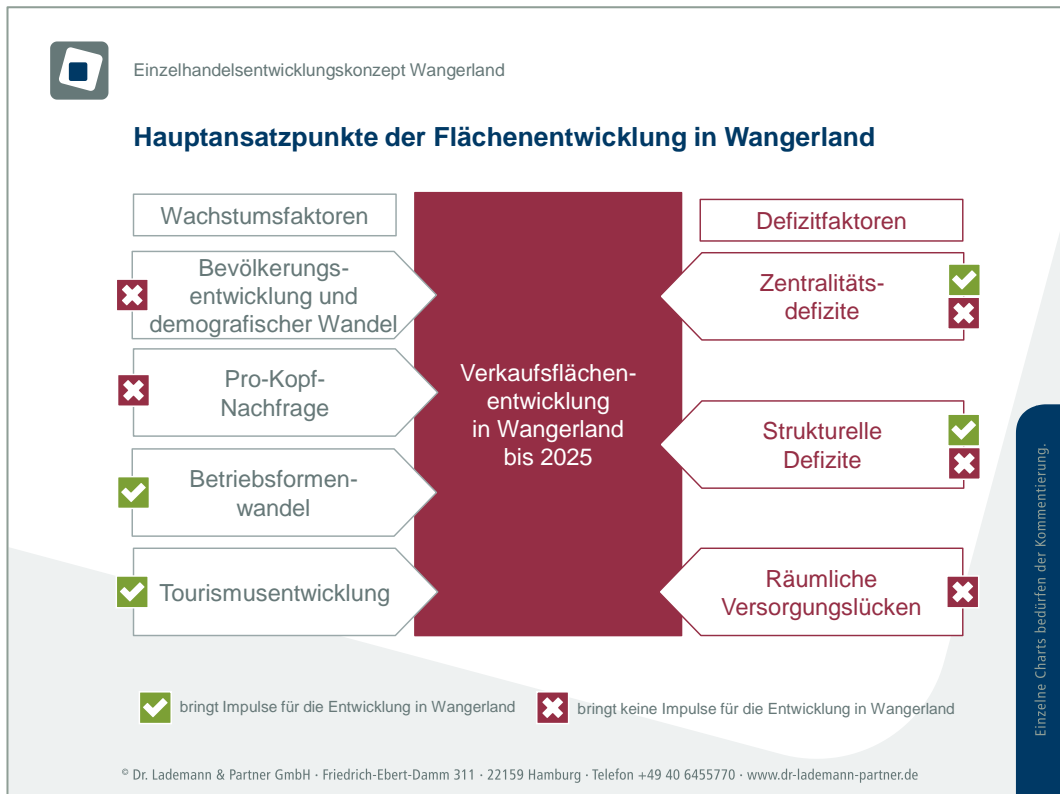 Einzelhandelsentwicklungskonzept Wangerland
Hauptansatzpunkte der Flächenentwicklung in Wangerland
Wachstumsfaktoren
Bevölkerungs-
entwicklung und
demografischer Wandel
Pro-Kopf-
Nachfrage
Betriebsformen-
wandel
Tourismusentwicklung
Verkaufsflächen-
entwicklung
in Wangerland
bis 2025
Defizitfaktoren
Zentralitäts-
defizite
Strukturelle
Defizite
Räumliche
Versorgungslücken
bringt Impulse für die Entwicklung in Wangerland
bringt keine Impulse für die Entwicklung in Wangerland
Einzelne Charts bedürfen der Kommentierung.
© Dr. Lademann & Partner GmbH · Friedrich-Ebert-Damm 311 · 22159 Hamburg · Telefon +49 40 6455770 · www.dr-lademann-partner.de